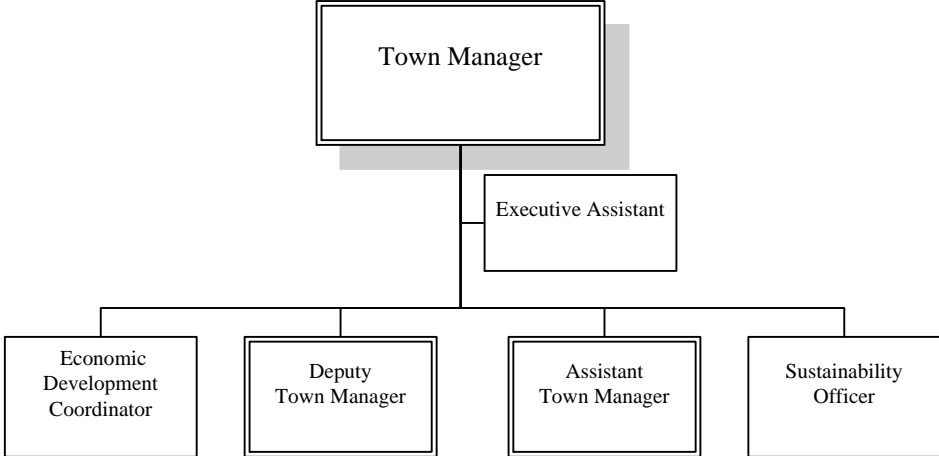 Town Manager
Executive Assistant
Economic
Development
Coordinator
Deputy
Town Manager
Assistant
Town Manager
Sustainability
Officer